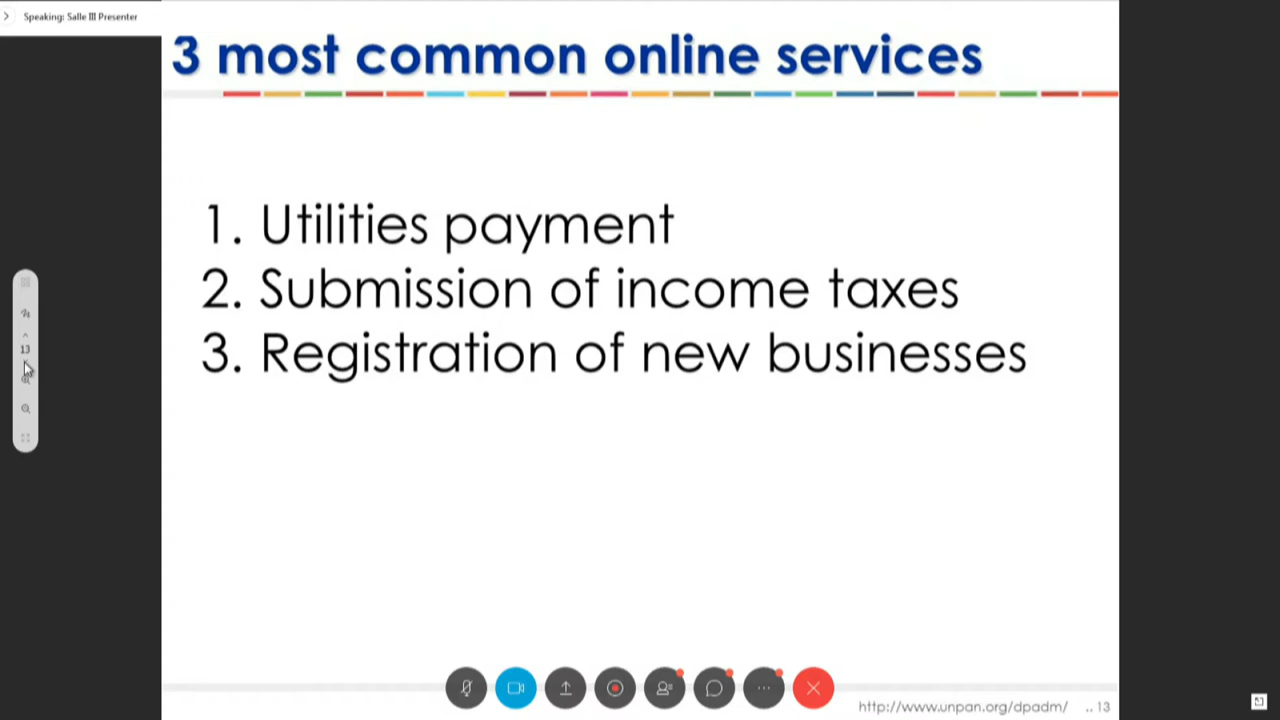 Speaking: Salle III Presenter
3 most common online services
1. Utilities payment
2. Submission of income taxes
3. Registration of new businesses
13
http://www.unpan.org/dpadm/ .. 13